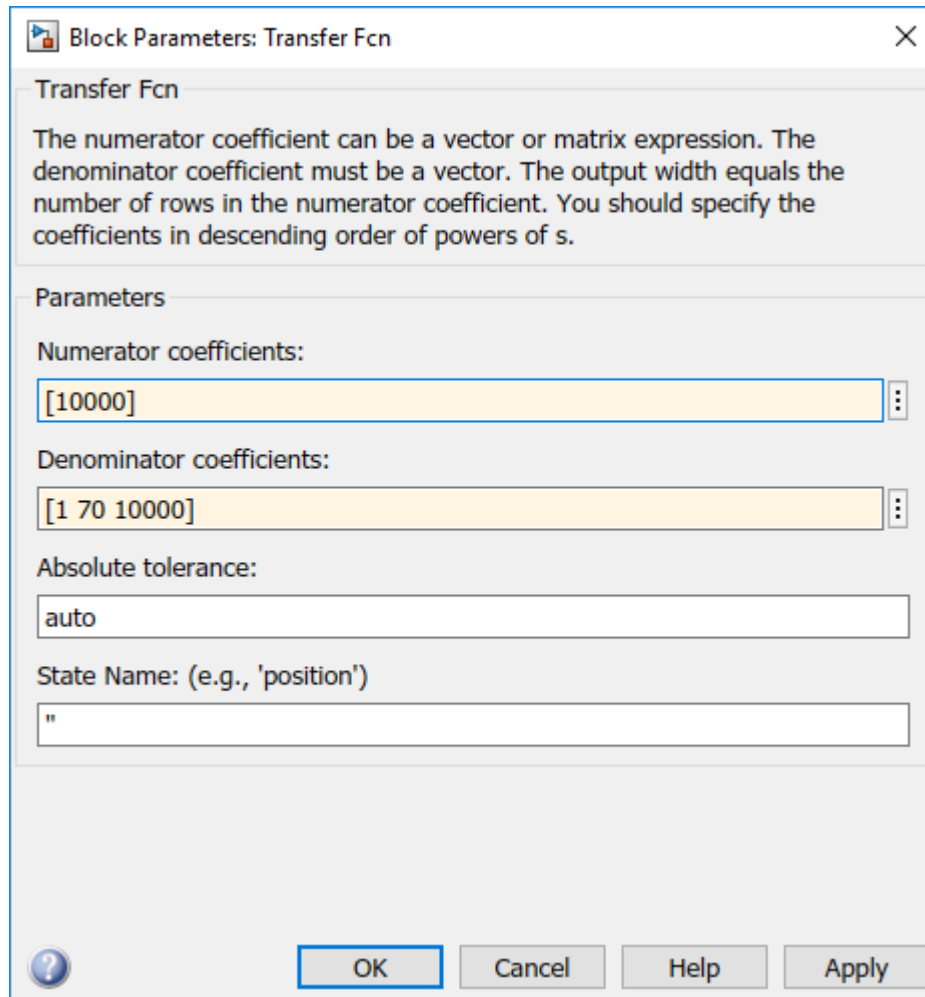 Block Parameters: Transfer Fcn
Transfer Fcn
The numerator coefficient can be a vector or matrix expression. The
denominator coefficient must be a vector. The output width equals the
number of rows in the numerator coefficient. You should specify the
coefficients in descending order of powers of s.
Parameters
Numerator coefficients:
[10000]
Denominator coefficients:
[1 70 10000]
Absolute tolerance:
auto
State Name: (e.g., 'position')
''
OK Cancel Help Apply